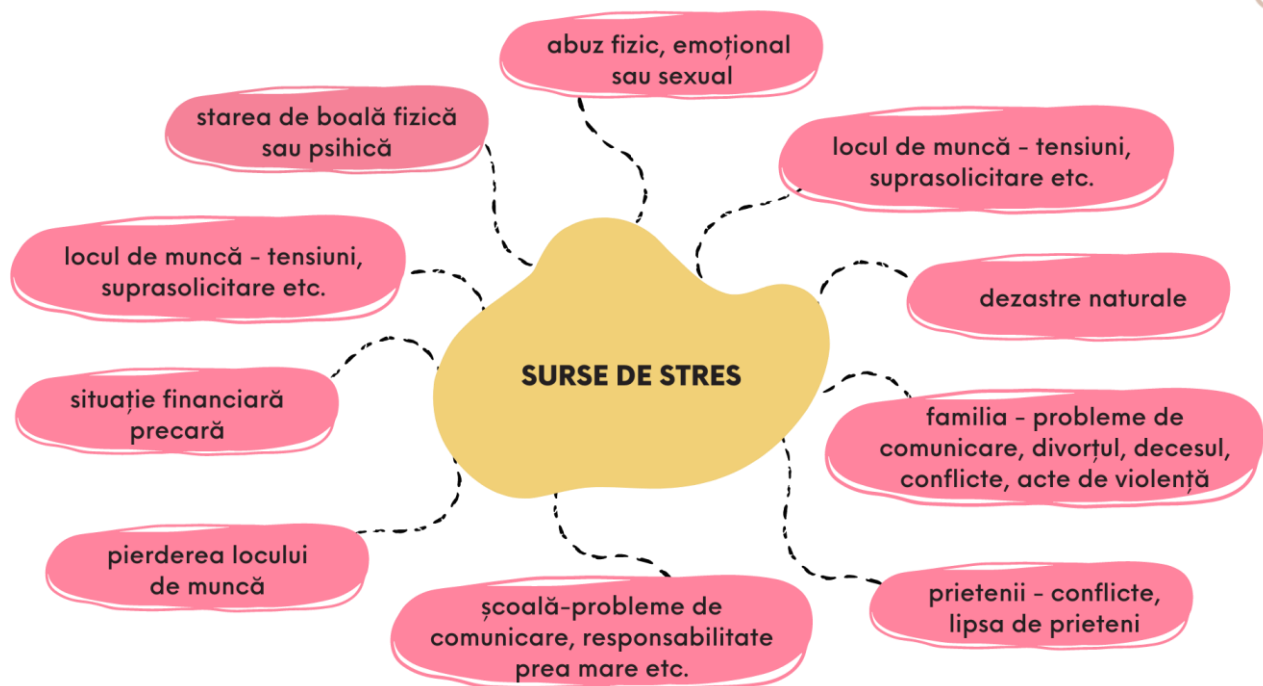 abuz fizic, emoțional
sau sexual
starea de boală fizică
sau psihică
locul de muncă - tensiuni,
suprasolicitare etc.
locul de muncă - tensiuni,
suprasolicitare etc.
dezastre naturale
SURSE DE STRES
situație financiară
precară
familia - probleme de
comunicare, divorțul, decesul,
conflicte, acte de violență
pierderea locului
de muncă
școală-probleme de
comunicare, responsabilitate
prea mare etc.
prietenii - conflicte,
lipsa de prieteni